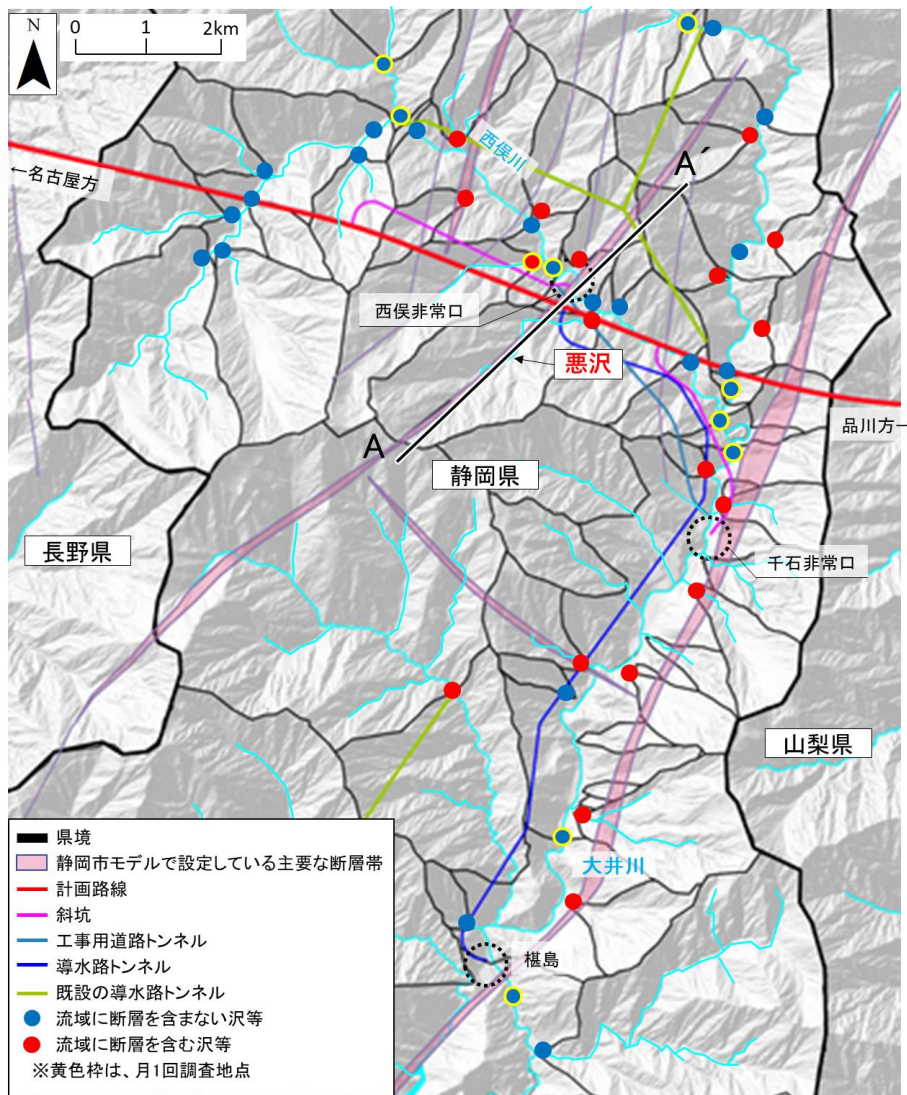 N
0 1 2km
西俣川
A´
←名古屋方
西俣非常口
悪沢
品川方→
A
静岡県
長野県
千石非常口
山梨県
大井川
椹島
県境
静岡市モデルで設定している主要な断層帯
計画路線
斜坑
工事用道路トンネル
導水路トンネル
既設の導水路トンネル
流域に断層を含まない沢等
流域に断層を含む沢等
※黄色枠は、月1回調査地点